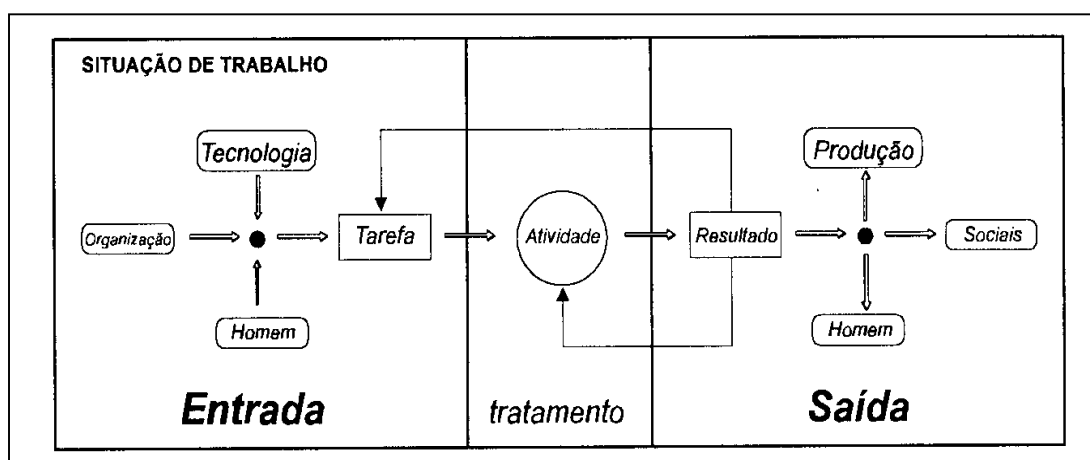 SITUAÇÃO DE TRABALHO
Tecnologia
Produção
Organização
Tarefa
Atividade
Resultado
Sociais
Homem
Homem
Entrada
tratamento
Saída